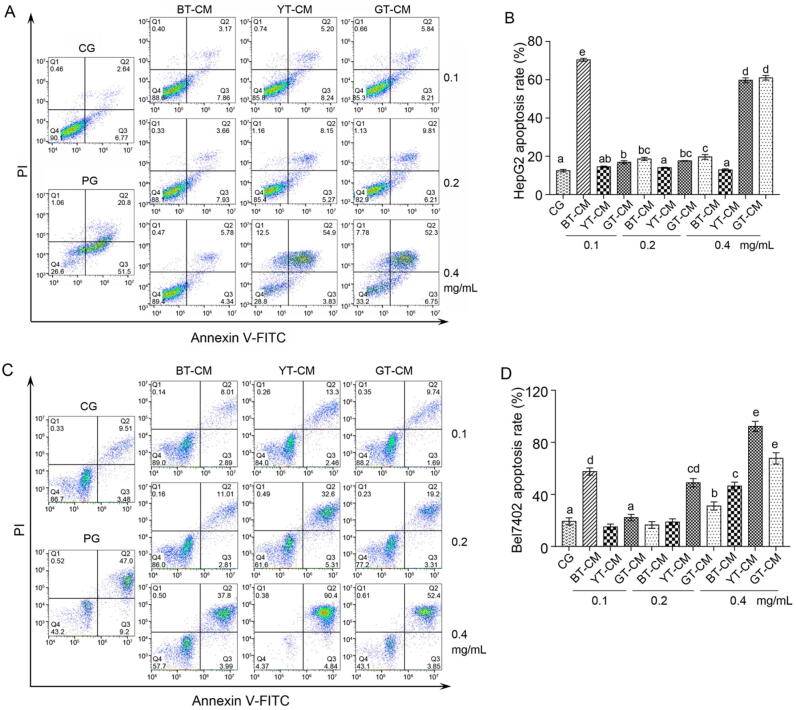 A
BT-CM
YT-CM
GT-CM
CG
PG
Q1
0.46
Q2
2.64
Q4
Q3
6.77
Q1
1.06
Q2
20.8
Q4
26.6
Q3
51.5
Q1
0.40
Q2
3.17
Q4
Q3
7.86
Q1
0.74
Q2
5.20
Q4
85.8
Q3
8.24
Q1
0.66
Q2
5.84
Q4
85.3
Q3
8.21
0.1
Q1
0.33
Q2
3.66
Q4
88.1
Q3
7.93
Q1
1.16
Q2
8.15
Q4
85.4
Q3
5.27
Q1
1.13
Q2
9.81
Q4
82.9
Q3
6.21
0.2
Q1
0.47
Q2
5.78
Q4
89.4
Q3
4.34
Q1
12.5
Q2
54.9
Q4
28.8
Q3
3.83
Q1
7.78
Q2
52.3
Q4
33.2
Q3
6.75
0.4
mg/mL
PI
Annexin V-FITC
B
HepG2 apoptosis rate (%)
80
60
40
20
0
a
e
ab
b
bc
a
bc
c
a
d
d
CG
BT-CM
YT-CM
GT-CM
BT-CM
YT-CM
GT-CM
BT-CM
YT-CM
GT-CM
0.1
0.2
0.4
mg/mL
C
BT-CM
YT-CM
GT-CM
CG
PG
Q1
0.33
Q2
9.51
Q4
86.7
Q3
3.48
Q1
0.52
Q2
47.0
Q4
43.2
Q3
9.2
Q1
0.14
Q2
8.01
Q4
89.0
Q3
2.89
Q1
0.26
Q2
13.3
Q4
84.0
Q3
2.46
Q1
0.35
Q2
9.74
Q4
88.2
Q3
1.69
0.1
Q1
0.16
Q2
11.01
Q4
86.0
Q3
2.81
Q1
0.49
Q2
32.6
Q4
61.6
Q3
5.31
Q1
0.23
Q2
19.2
Q4
77.2
Q3
3.31
0.2
Q1
0.50
Q2
37.8
Q4
57.7
Q3
3.99
Q1
0.38
Q2
90.4
Q4
4.37
Q3
4.84
Q1
0.61
Q2
52.4
Q4
43.1
Q3
3.85
0.4
mg/mL
PI
Annexin V-FITC
D
Bel7402 apoptosis rate (%)
120
80
40
0
a
d
a
cd
b
c
e
e
CG
BT-CM
YT-CM
GT-CM
BT-CM
YT-CM
GT-CM
BT-CM
YT-CM
GT-CM
0.1
0.2
0.4
mg/mL